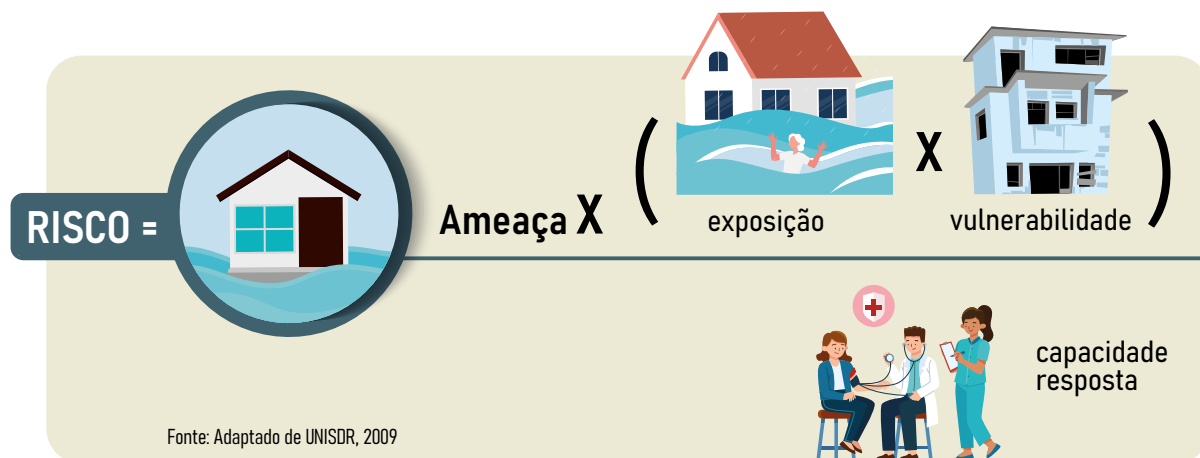 RISCO =
Ameaça X
( exposição X vulnerabilidade )
capacidade
resposta
Fonte: Adaptado de UNISDR, 2009